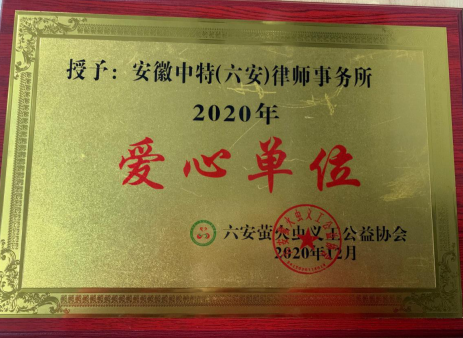 授予：安徽中特(六安)律师事务所
2020年
爱心单位
六安萤火虫义工公益协会
2020年12月